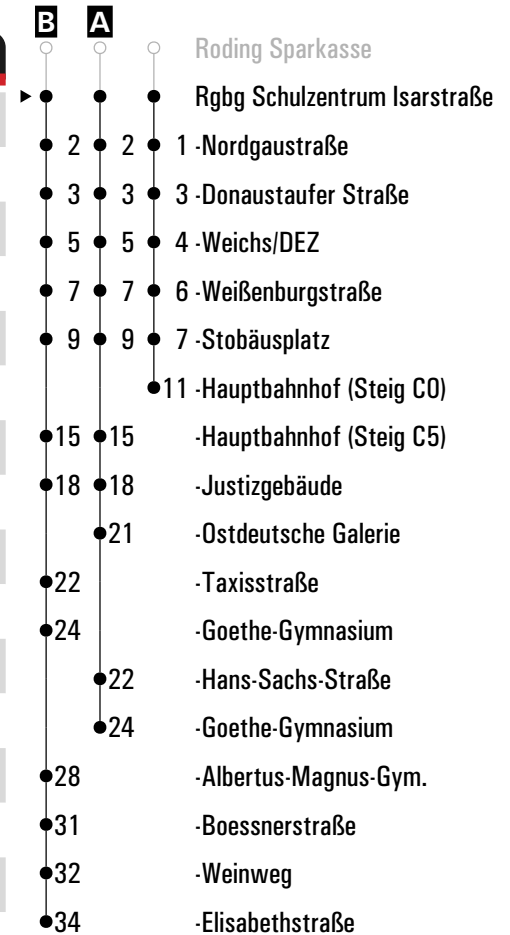 B A
Roding Sparkasse
Rgbg Schulzentrum Isarstraße
2 2 1 -Nordgaustraße
3 3 3 -Donaustaufer Straße
5 5 4 -Weichs/DEZ
7 7 6 -Weißenburgstraße
9 9 7 -Stobäusplatz
11 -Hauptbahnhof (Steig C0)
15 15 -Hauptbahnhof (Steig C5)
18 18 -Justizgebäude
21 -Ostdeutsche Galerie
22 -Taxisstraße
24 -Goethe-Gymnasium
22 -Hans-Sachs-Straße
24 -Goethe-Gymnasium
28 -Albertus-Magnus-Gym.
31 -Boessnerstraße
32 -Weinweg
34 -Elisabethstraße